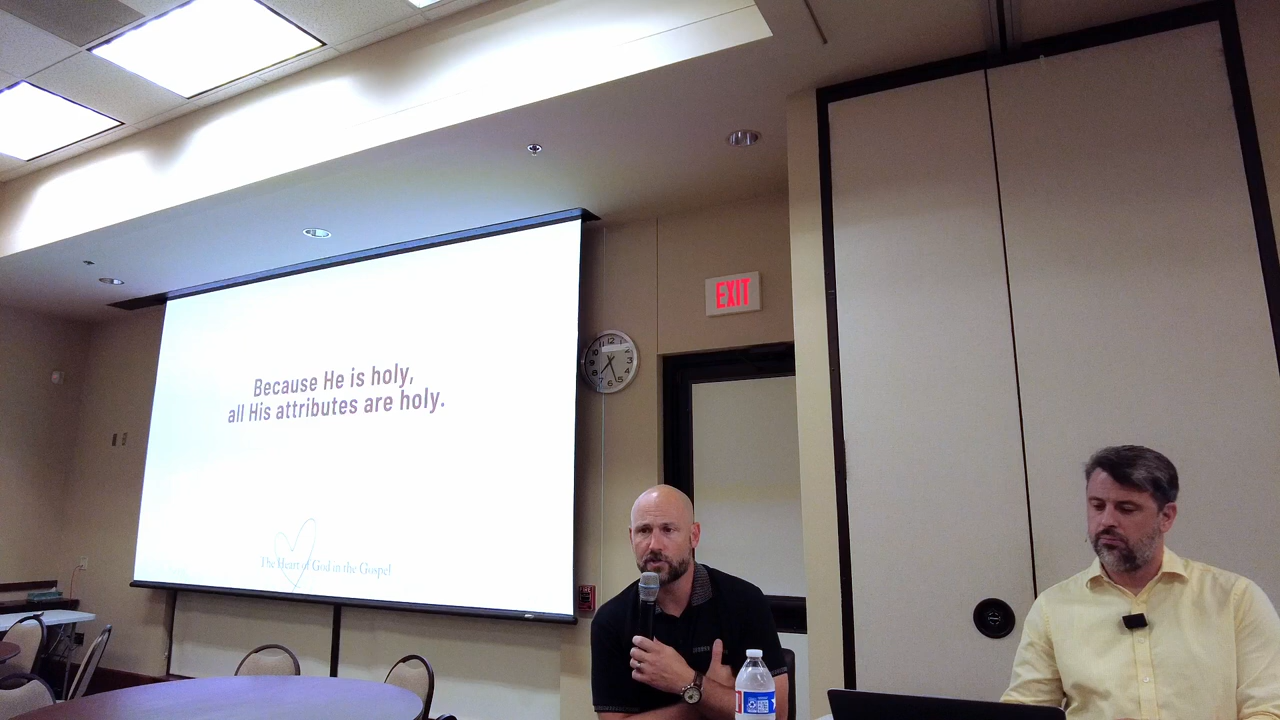 Because He is holy,
all His attributes are holy.
The Heart of God in the Gospel
EXIT